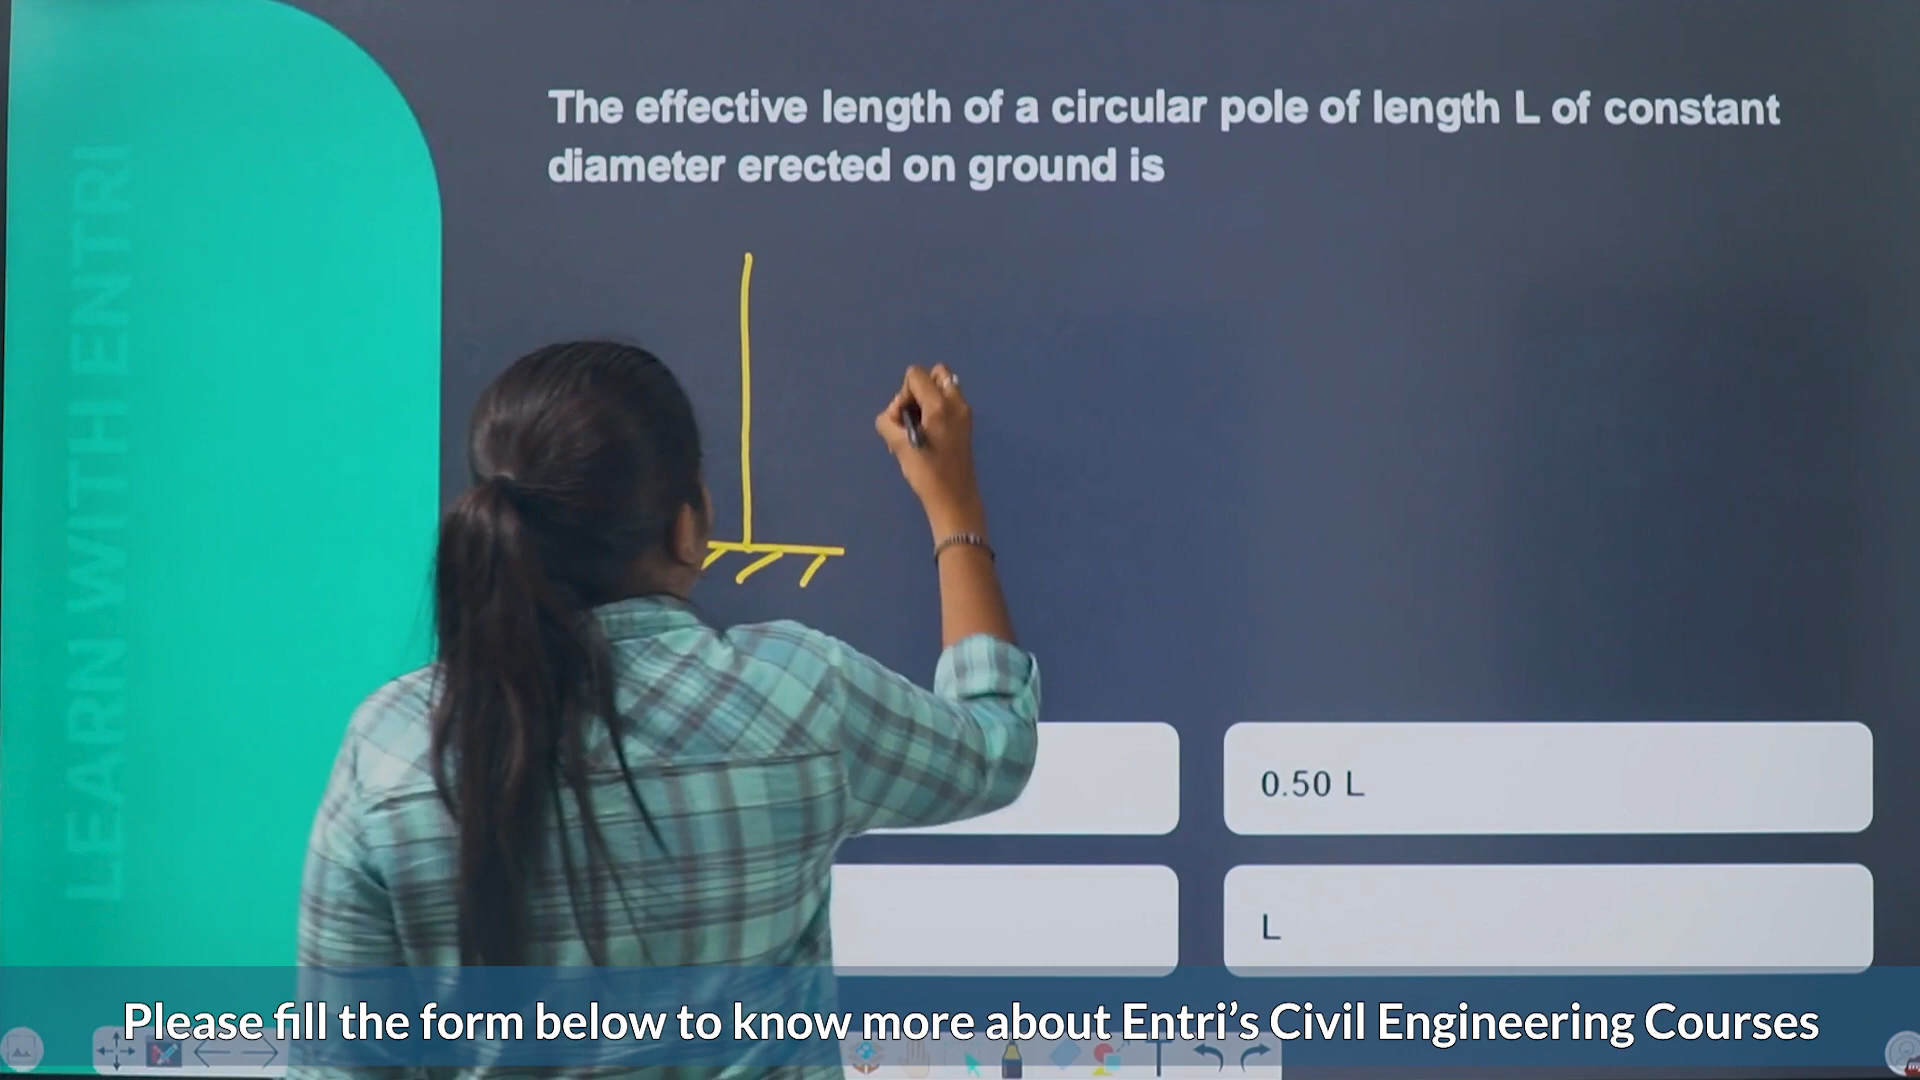 LEARN WITH ENTRI
The effective length of a circular pole of length L of constant
diameter erected on ground is
0.50 L
L
Please fill the form below to know more about Entri’s Civil Engineering Courses